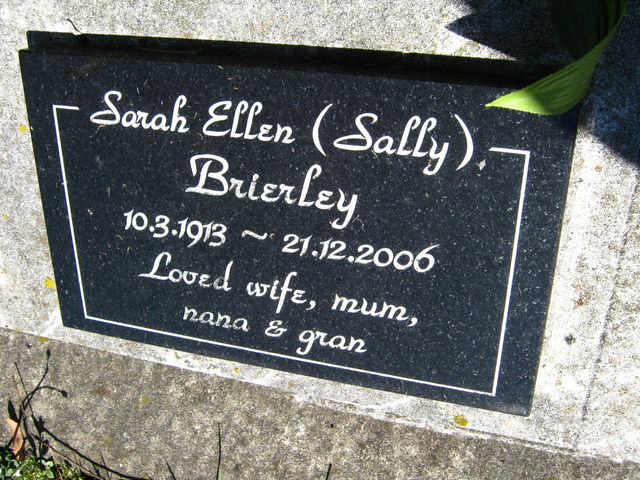 Sarah Ellen (Sally)
Brierley
10.3.1913 ~ 21.12.2006
Loved wife, mum,
nana & gran